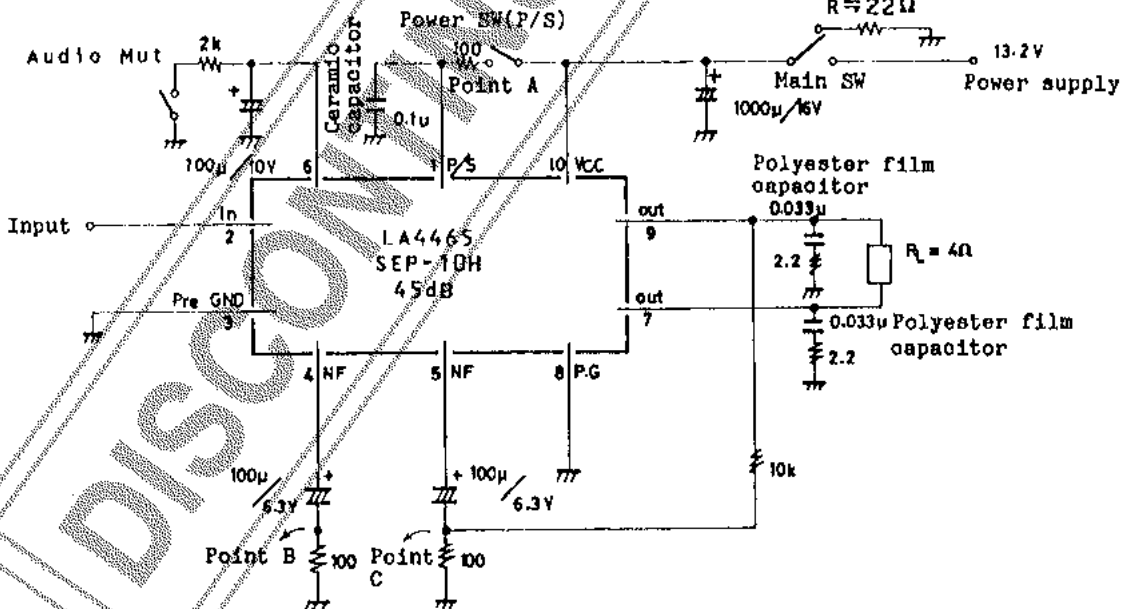 R≒22Ω
Power SW(P/S)
Audio Mut
2k
Ceramic
capacitor
100
Point A
13.2V
Main SW
Power supply
+
+
0.1u
1000µ/16V
100µ/10V
6
1
P/S
10
VCC
Polyester film
capacitor
0.033µ
Input
In
2
LA4465
SEP-10H
45dB
out
9
2.2
RL = 4Ω
Pre GND
3
out
7
0.033µ
Polyester film
capacitor
2.2
4
NF
5
NF
8
P.G
100µ/6.3V
+
+
100µ/6.3V
10k
Point B
100
Point
C
100
DISCONTIN